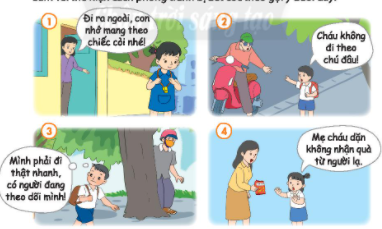 1
Đi ra ngoài, con
nhớ mang theo
chiếc còi nhé!
2
Cháu không
đi theo
chú đâu!
3
Mình phải đi
thật nhanh,
có người đang
theo dõi mình!
4
Mẹ cháu dặn
không nhận quà
từ người lạ.